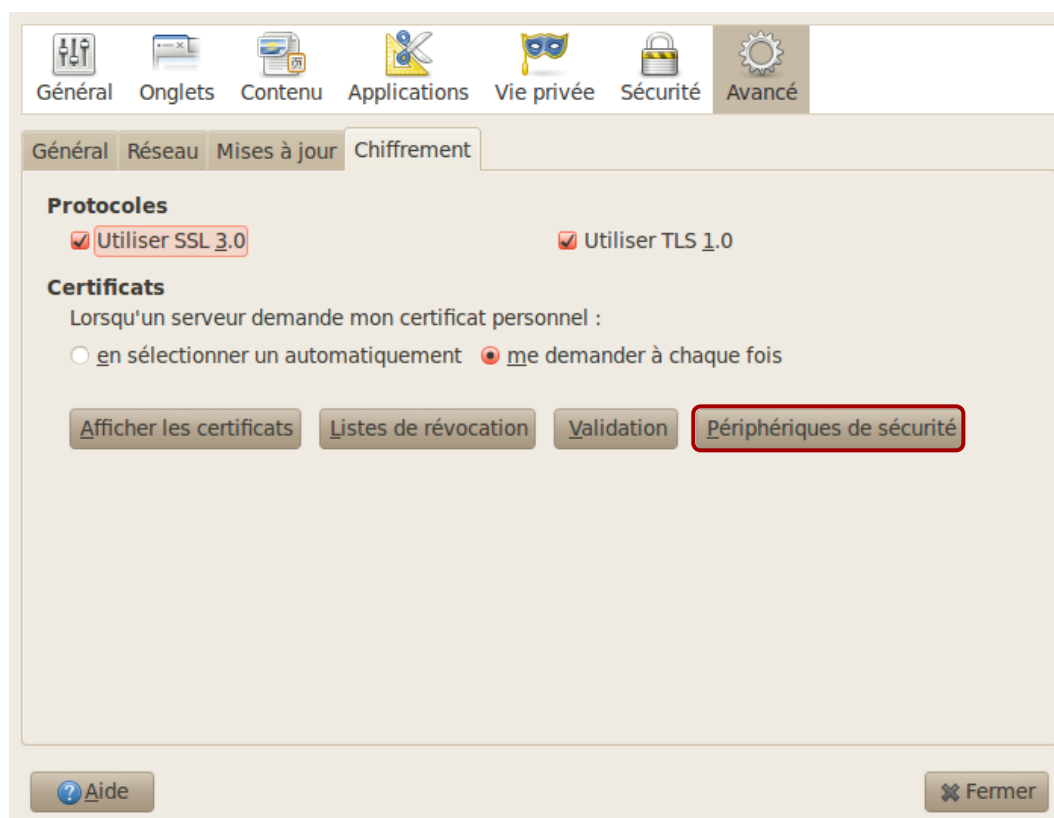 Général Onglets Contenu Applications Vie privée Sécurité Avancé
Général Réseau Mises à jour Chiffrement
Protocoles
Utiliser SSL 3.0 Utiliser TLS 1.0
Certificats
Lorsqu'un serveur demande mon certificat personnel :
en sélectionner un automatiquement me demander à chaque fois
Afficher les certificats Listes de révocation Validation Périphériques de sécurité
Aide Fermer